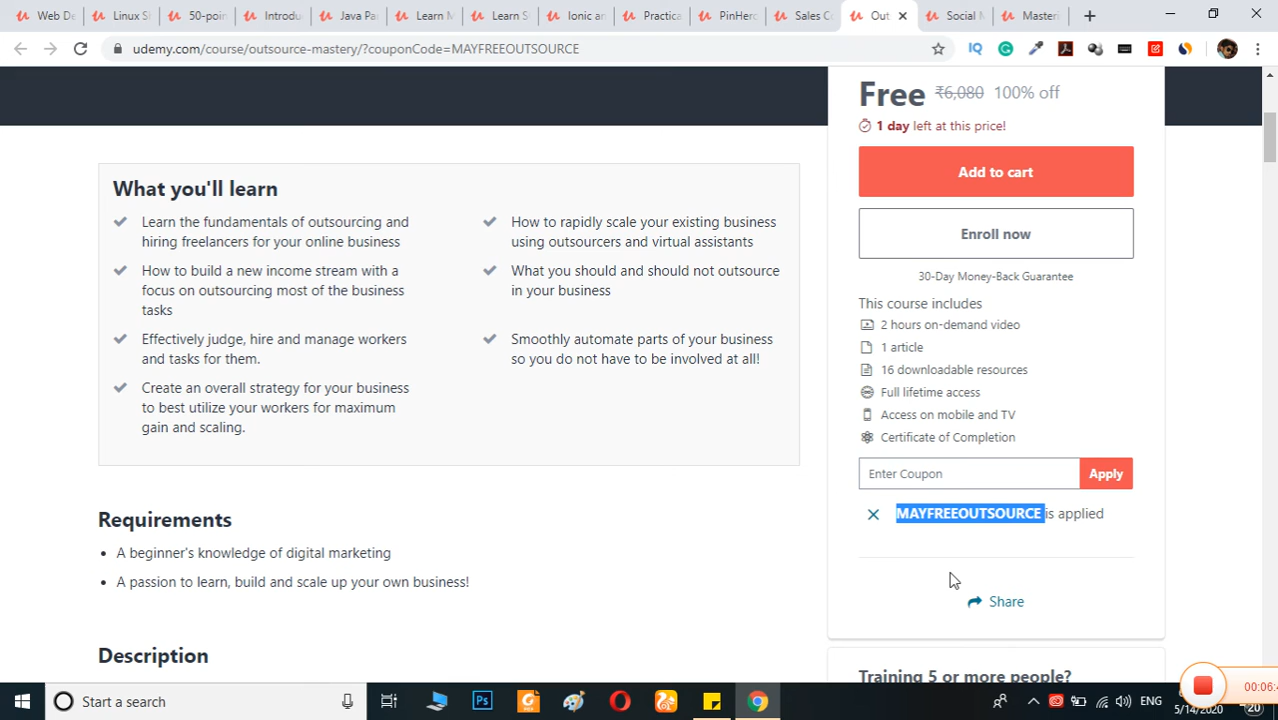 Web De
Linux Si
50-poin
Introdu
Java Pa
Learn M
Learn S
Ionic an
Practica
PinHero
Sales Co
Out
Social M
Masteri
udemy.com/course/outsource-mastery/?couponCode=MAYFREEOUTSOURCE
Free ₹6,080 100% off
1 day left at this price!
Add to cart
Enroll now
30-Day Money-Back Guarantee
This course includes
2 hours on-demand video
1 article
16 downloadable resources
Full lifetime access
Access on mobile and TV
Certificate of Completion
Enter Coupon Apply
MAYFREEOUTSOURCE is applied
Share
Training 5 or more people?
What you'll learn
Learn the fundamentals of outsourcing and
hiring freelancers for your online business
How to build a new income stream with a
focus on outsourcing most of the business
tasks
Effectively judge, hire and manage workers
and tasks for them.
Create an overall strategy for your business
to best utilize your workers for maximum
gain and scaling.
How to rapidly scale your existing business
using outsourcers and virtual assistants
What you should and should not outsource
in your business
Smoothly automate parts of your business
so you do not have to be involved at all!
Requirements
A beginner's knowledge of digital marketing
A passion to learn, build and scale up your own business!
Description
Start a search
Ps
ENG
5/14/2020
20
00:06:4